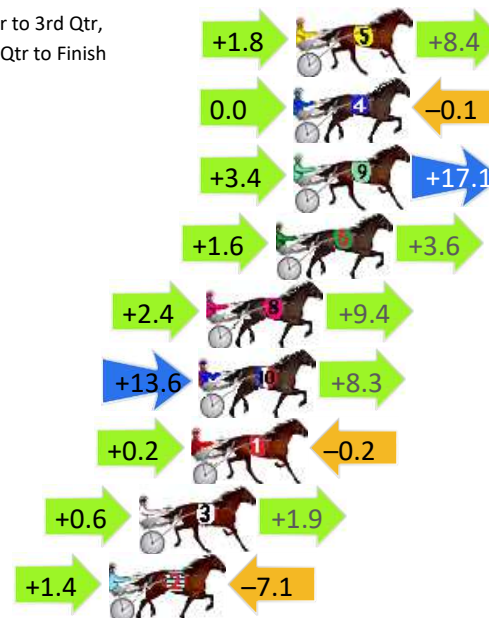 r to 3rd Qtr,
Qtr to Finish
+1.8 5 +8.4
0.0 4 –0.1
+3.4 9 +17.1
+1.6 6 +3.6
+2.4 8 +9.4
+13.6 10 +8.3
+0.2 1 –0.2
+0.6 3 +1.9
+1.4 2 –7.1